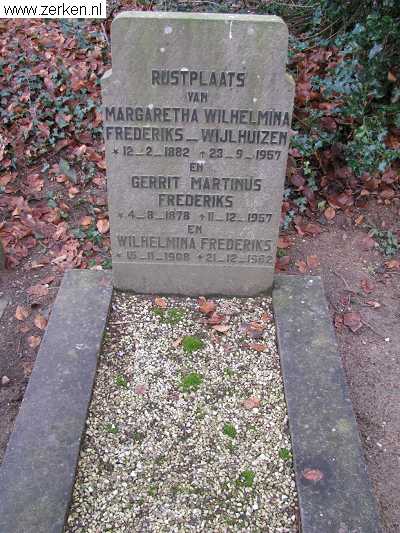 www.zerken.nl
RUSTPLAATS
VAN
MARGARETHA WILHELMINA
FREDERIKS-WIJLHUIZEN
* 12-2-1882 † 23-9-1957
EN
GERRIT MARTINUS
FREDERIKS
* 4-8-1878 † 11-12-1957
EN
WILHELMINA FREDERIKS
* 15-11-1908 † 21-12-1962